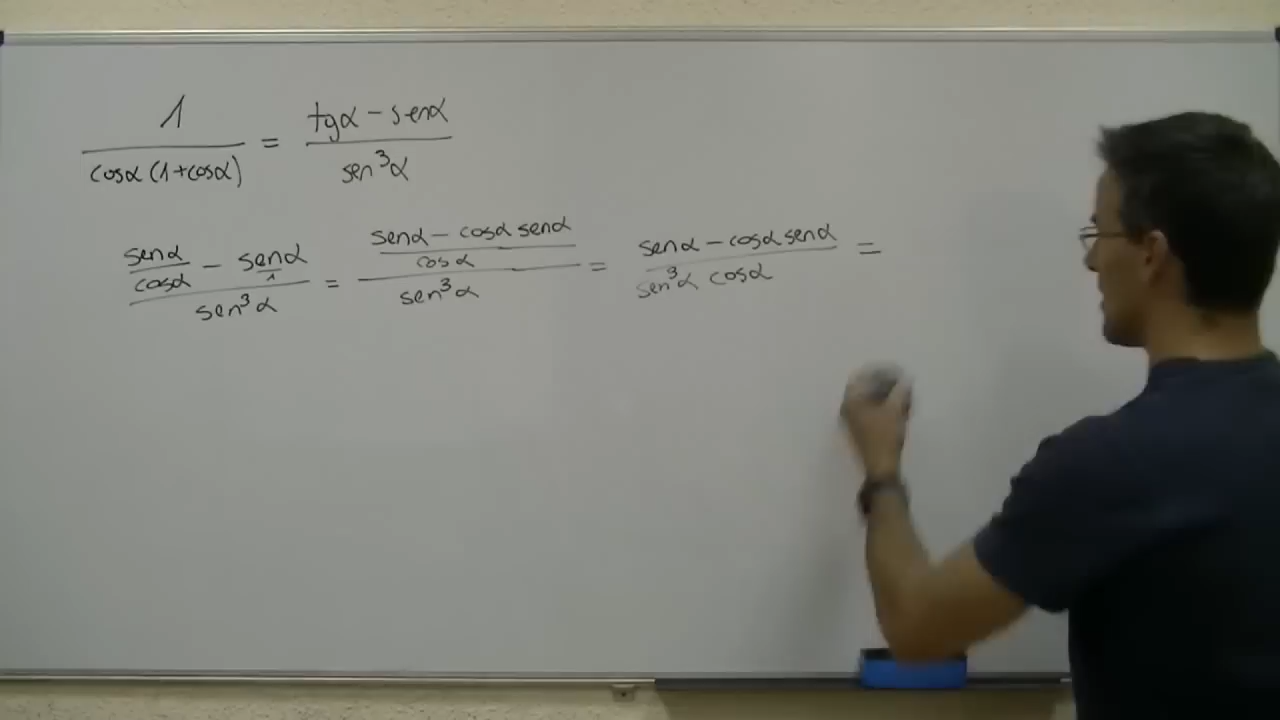 1/(cosα(1+cosα)) = (tgα - senα)/(sen³α)
(senα/cosα - senα/1)/(sen³α) = ((senα - cosα senα)/cosα)/(sen³α) = (senα - cosα senα)/(sen³α cosα) =